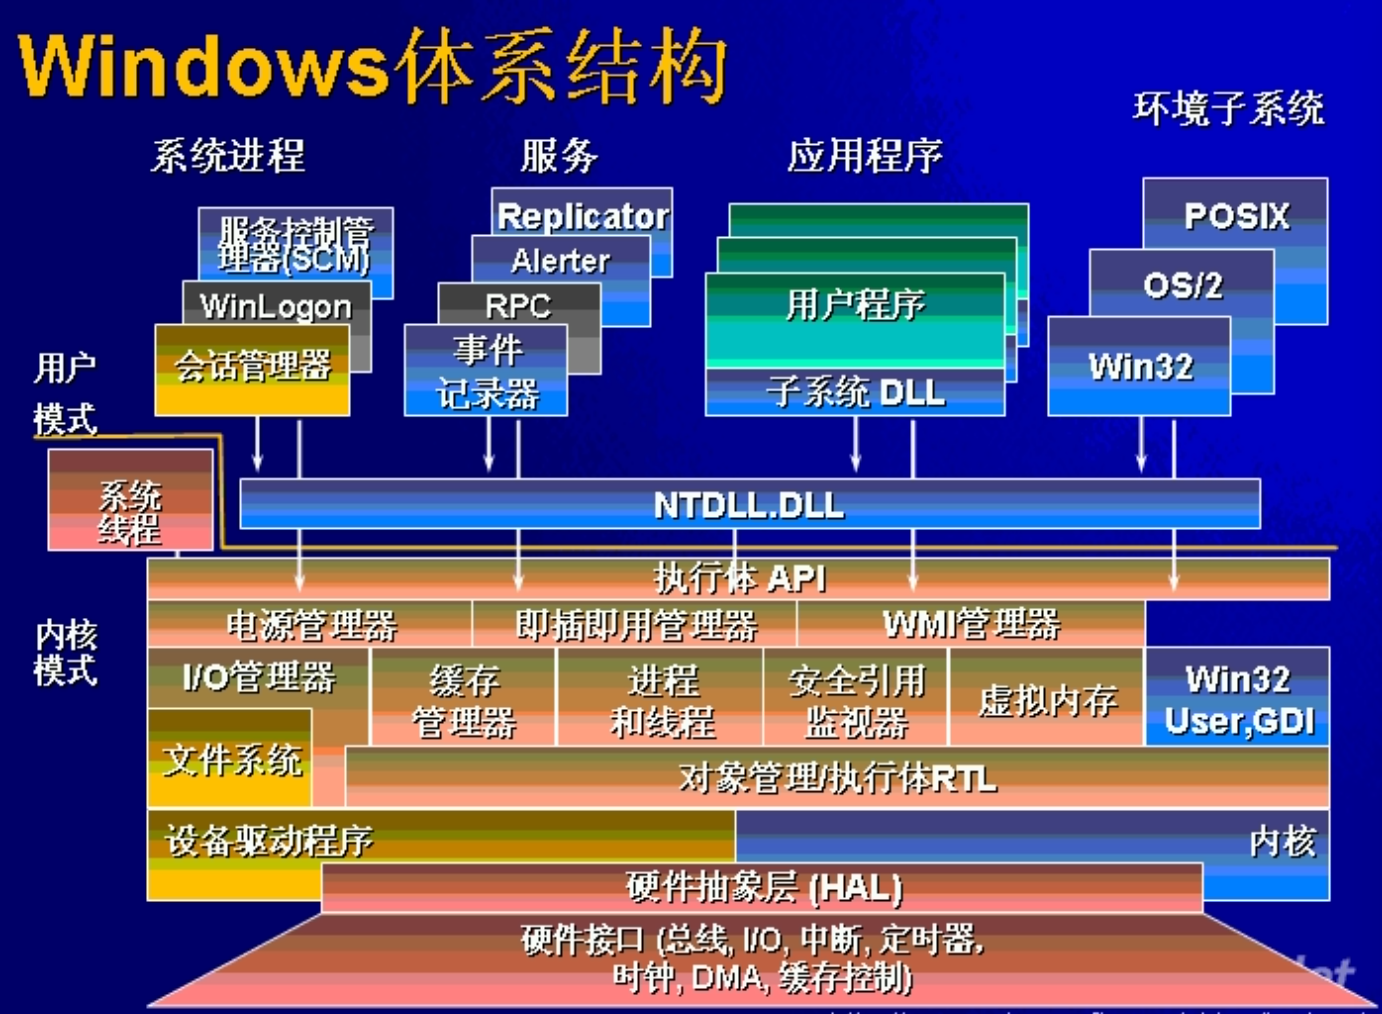 Windows体系结构
环境子系统
系统进程
服务
应用程序
服务控制管
理器(SCM)
WinLogon
会话管理器
Replicator
Alerter
RPC
事件
记录器
用户程序
子系统 DLL
POSIX
OS/2
Win32
用户
模式
系统
线程
NTDLL.DLL
执行体 API
内核
模式
电源管理器
即插即用管理器
WMI管理器
I/O管理器
缓存
管理器
进程
和线程
安全引用
监视器
虚拟内存
Win32
User,GDI
文件系统
对象管理/执行体RTL
设备驱动程序
内核
硬件抽象层 (HAL)
硬件接口 (总线, I/O, 中断, 定时器,
时钟, DMA, 缓存控制)